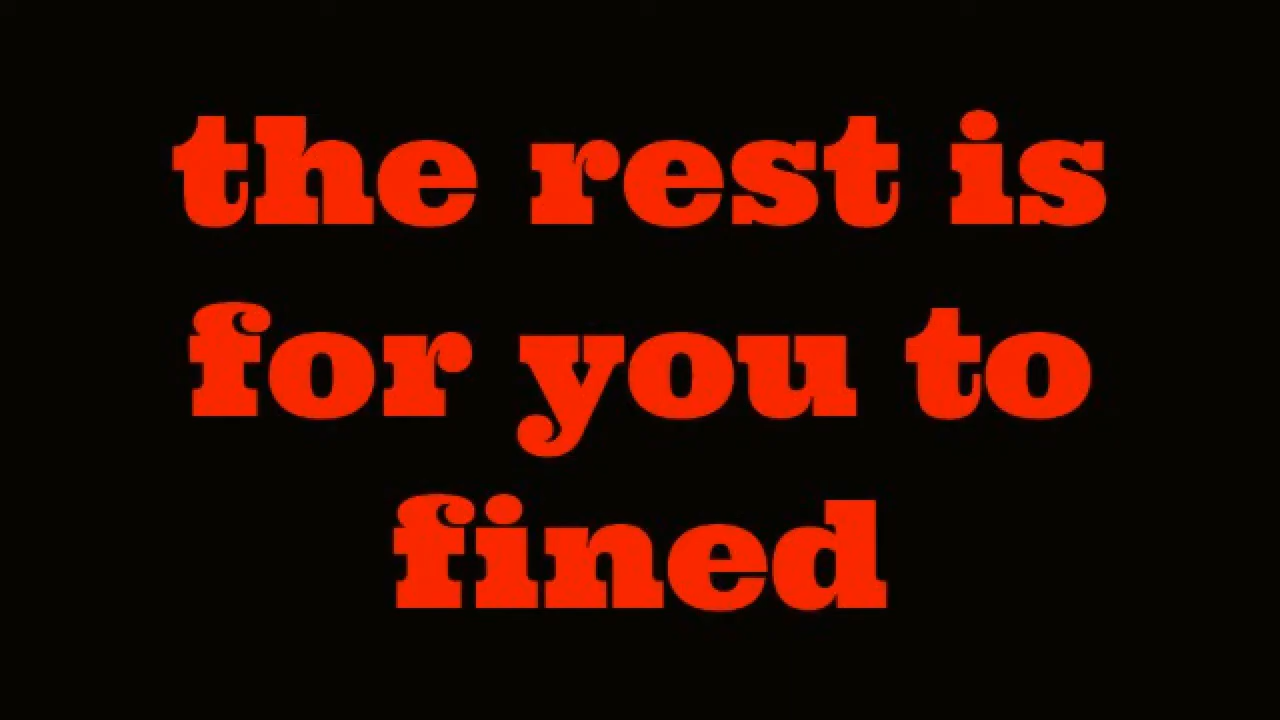 the rest is
for you to
fined